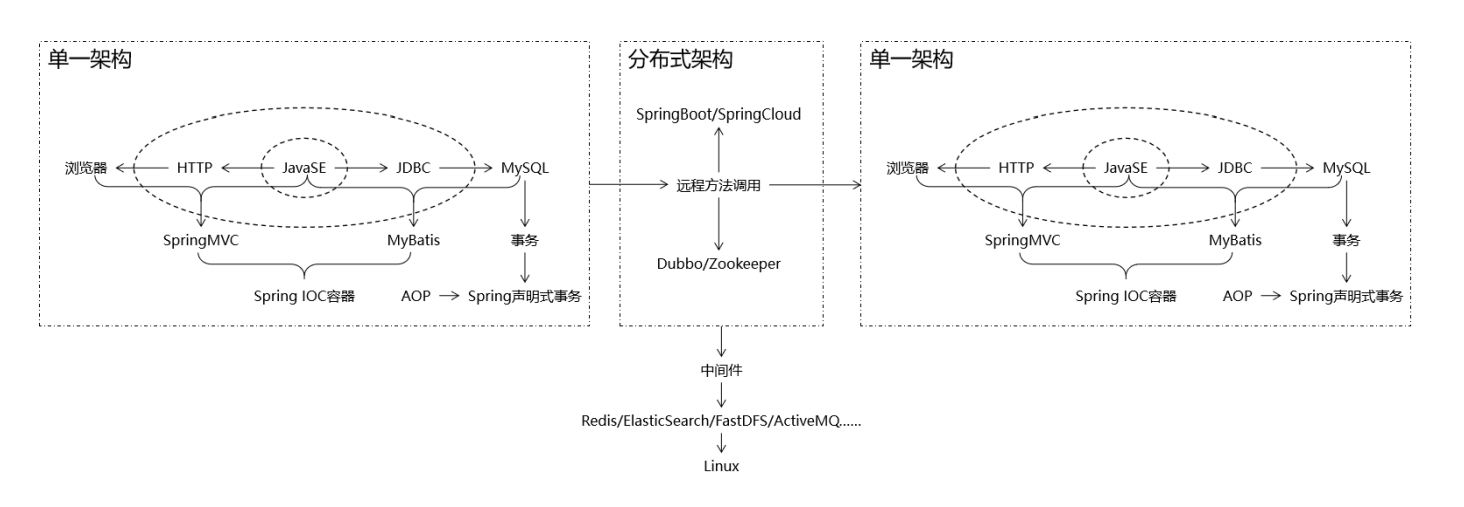 单一架构
浏览器 HTTP JavaSE JDBC MySQL
SpringMVC MyBatis 事务
Spring IOC容器 AOP Spring声明式事务
分布式架构
SpringBoot/SpringCloud
远程方法调用
Dubbo/Zookeeper
单一架构
浏览器 HTTP JavaSE JDBC MySQL
SpringMVC MyBatis 事务
Spring IOC容器 AOP Spring声明式事务
中间件
Redis/ElasticSearch/FastDFS/ActiveMQ......
Linux